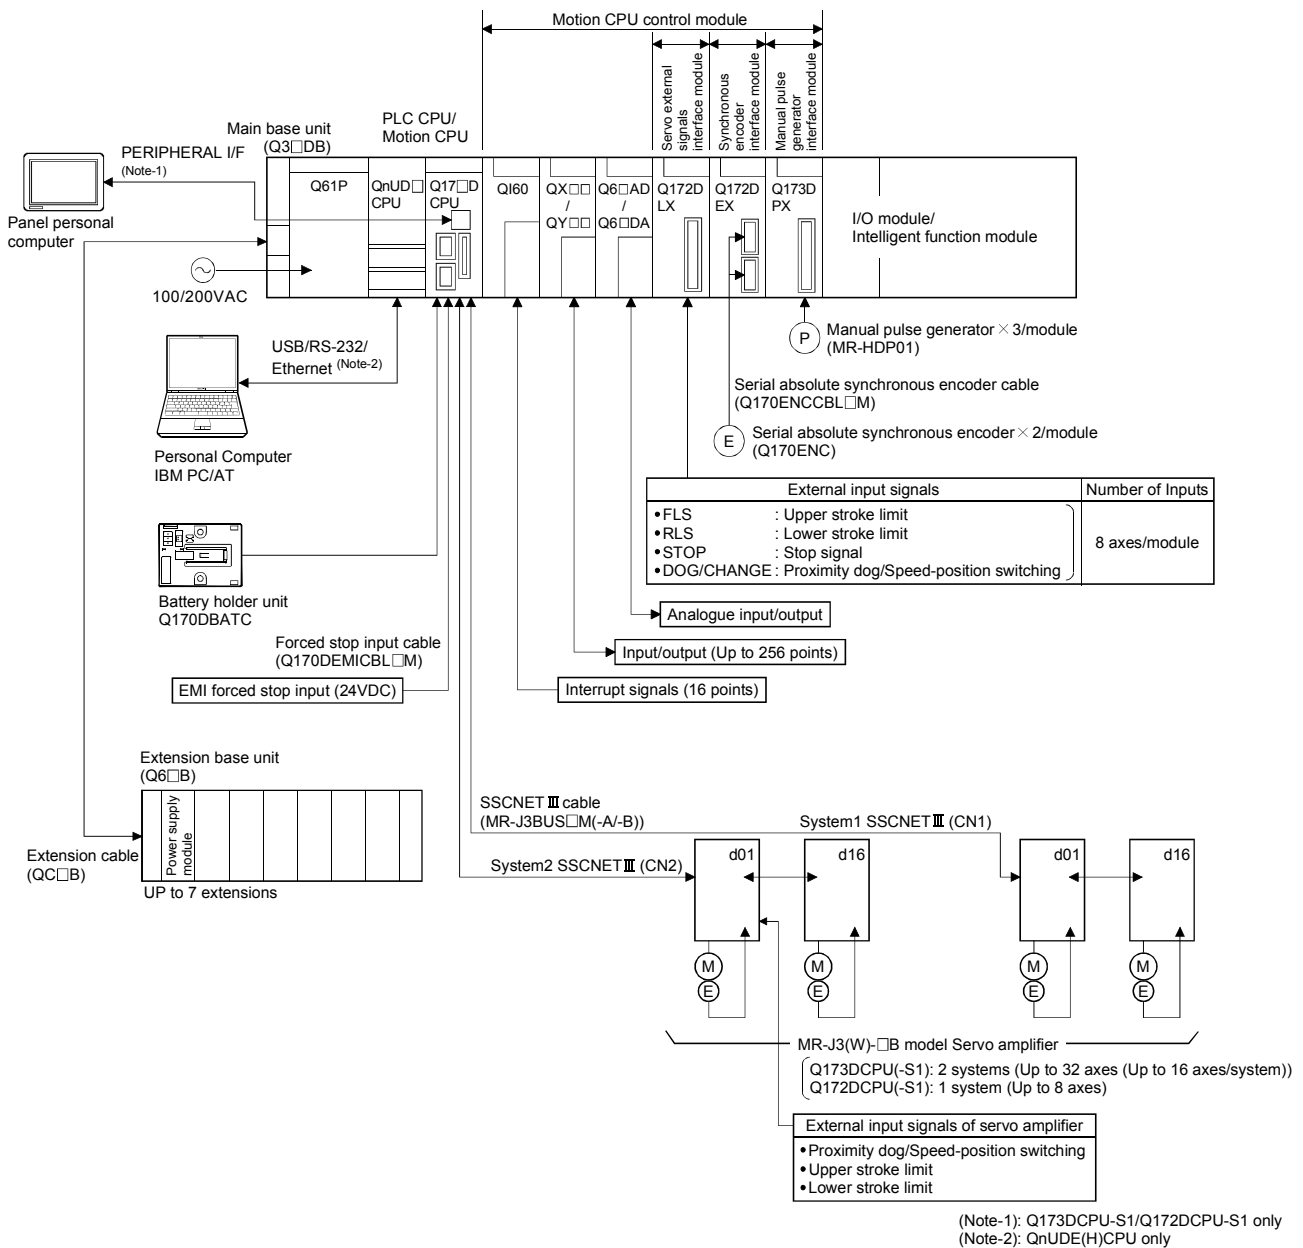 Motion CPU control module
Servo external
signals
interface module
Synchronous
encoder
interface module
Manual pulse
generator
interface module
PLC CPU/
Motion CPU
Main base unit
(Q3□DB)
PERIPHERAL I/F
(Note-1)
Panel personal
computer
Q61P
QnUD□
CPU
Q17□D
CPU
QI60
QX□□
/
QY□□
Q6□AD
/
Q6□DA
Q172D
LX
Q172D
EX
Q173D
PX
I/O module/
Intelligent function module
100/200VAC
P
Manual pulse generator×3/module
(MR-HDP01)
USB/RS-232/
Ethernet (Note-2)
Serial absolute synchronous encoder cable
(Q170ENCCBL□M)
E
Serial absolute synchronous encoder×2/module
(Q170ENC)
Personal Computer
IBM PC/AT
External input signals
Number of Inputs
•FLS : Upper stroke limit
•RLS : Lower stroke limit
•STOP : Stop signal
•DOG/CHANGE : Proximity dog/Speed-position switching
8 axes/module
Battery holder unit
Q170DBATC
Analogue input/output
Forced stop input cable
(Q170DEMICBL□M)
Input/output (Up to 256 points)
EMI forced stop input (24VDC)
Interrupt signals (16 points)
Extension base unit
(Q6□B)
Power supply
module
Extension cable
(QC□B)
UP to 7 extensions
SSCNETⅢ cable
(MR-J3BUS□M(-A/-B))
System1 SSCNETⅢ (CN1)
System2 SSCNETⅢ (CN2)
d01
d16
d01
d16
M
M
M
M
E
E
E
E
MR-J3(W)-□B model Servo amplifier
Q173DCPU(-S1): 2 systems (Up to 32 axes (Up to 16 axes/system))
Q172DCPU(-S1): 1 system (Up to 8 axes)
External input signals of servo amplifier
•Proximity dog/Speed-position switching
•Upper stroke limit
•Lower stroke limit
(Note-1): Q173DCPU-S1/Q172DCPU-S1 only
(Note-2): QnUDE(H)CPU only